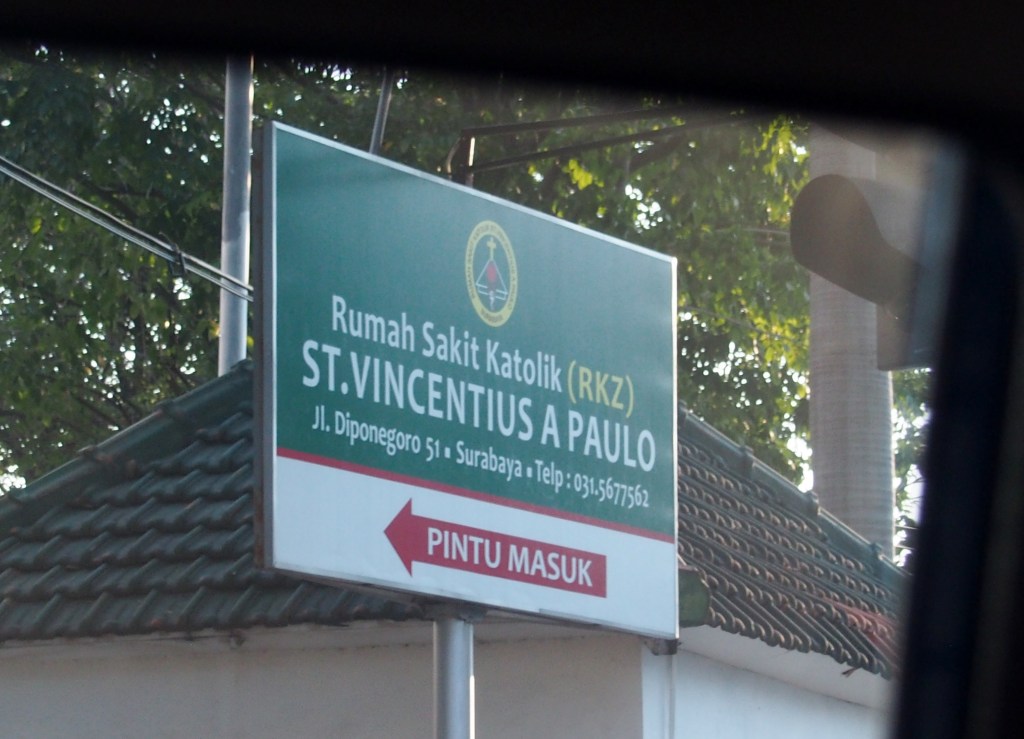 Rumah Sakit Katolik (RKZ)
ST.VINCENTIUS A PAULO
Jl. Diponegoro 51 ▪ Surabaya ▪ Telp : 031.5677562
PINTU MASUK